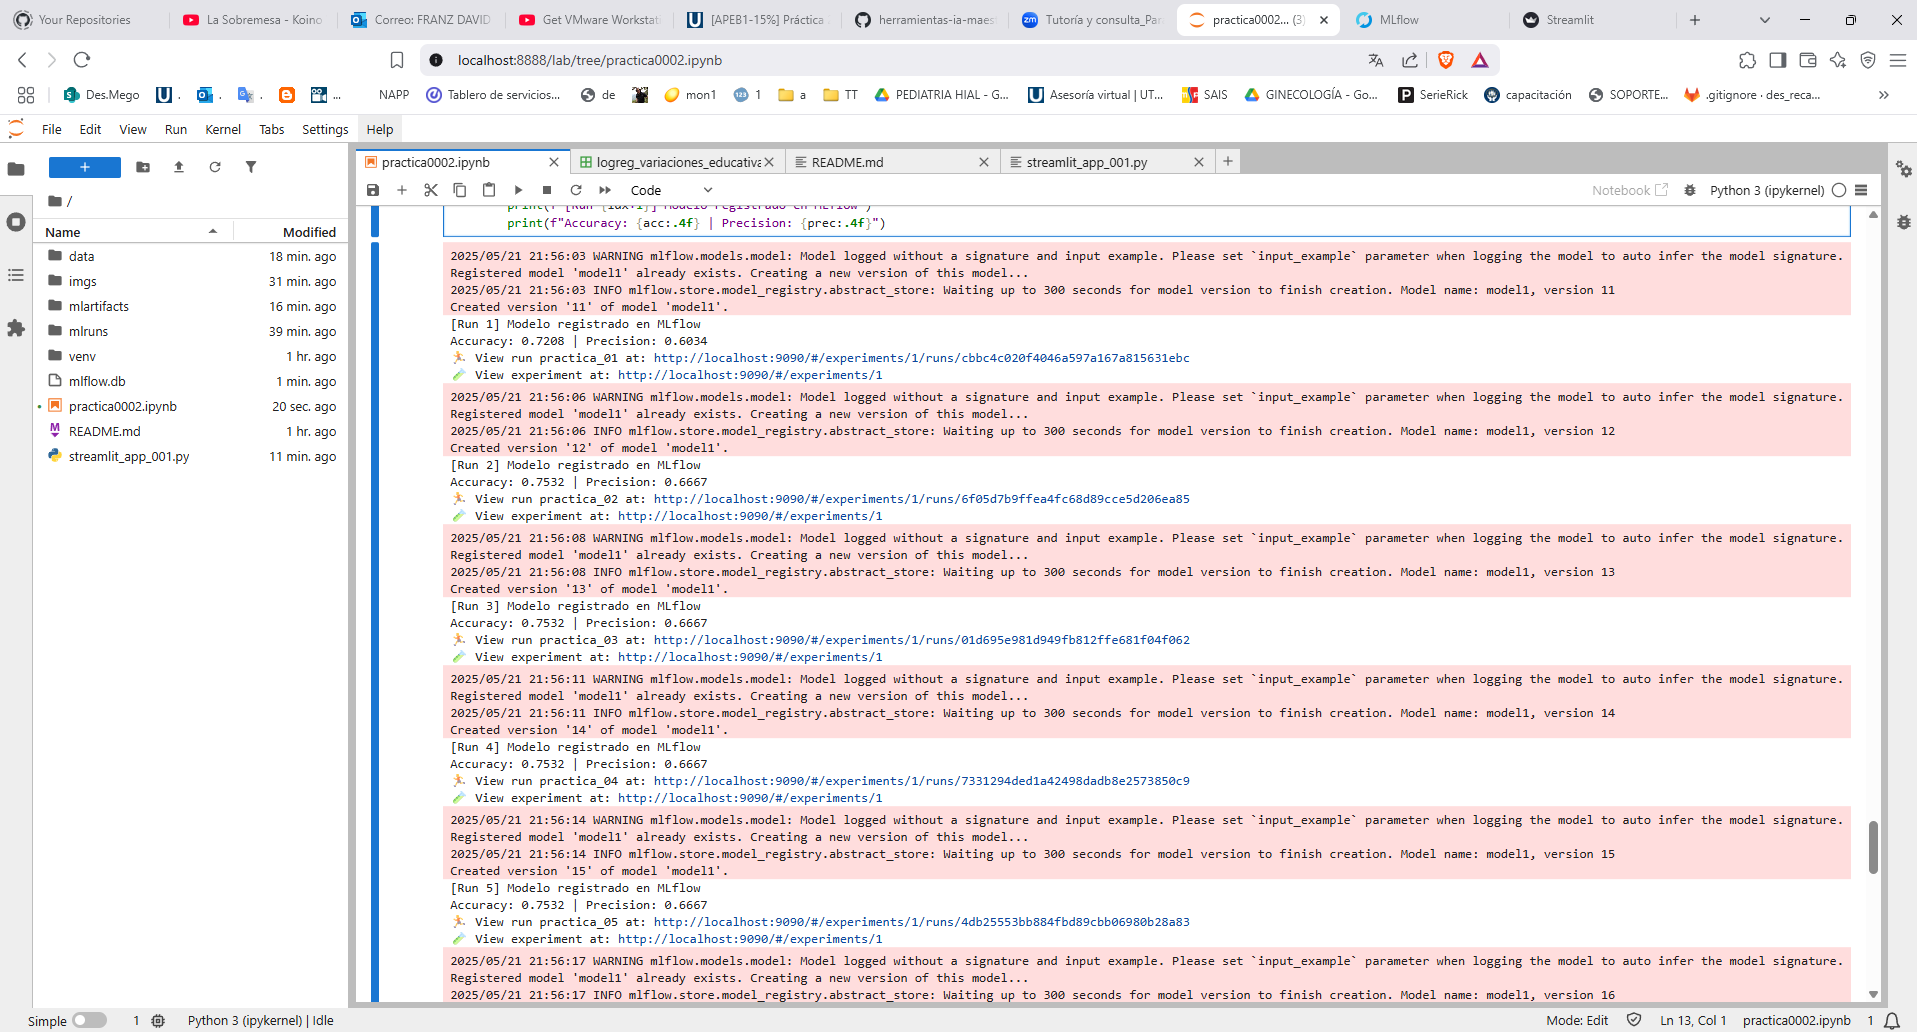 Your Repositories
La Sobremesa - Koino
Correo: FRANZ DAVID
Get VMware Workstat
[APEB1-15%] Práctica
herramientas-ia-maes
Tutoría y consulta_Par
practica0002... (3)
MLflow
Streamlit
localhost:8888/lab/tree/practica0002.ipynb
Des.Mego
.
.
.
...
NAPP
Tablero de servicios...
de
mon1
1
a
TT
PEDIATRIA HIAL - G...
Asesoría virtual | UT...
SAIS
GINECOLOGÍA - Go...
SerieRick
capacitación
SOPORTE...
.gitignore · des_reca...
File Edit View Run Kernel Tabs Settings Help
practica0002.ipynb
logreg_variaciones_educativa
README.md
streamlit_app_001.py
Code
Notebook
Python 3 (ipykernel)
/
Name Modified
data 18 min. ago
imgs 31 min. ago
mlartifacts 16 min. ago
mlruns 39 min. ago
venv 1 hr. ago
mlflow.db 1 min. ago
practica0002.ipynb 20 sec. ago
README.md 1 hr. ago
streamlit_app_001.py 11 min. ago
print(f"[Run {idx+1}] Modelo registrado en MLflow")
print(f"Accuracy: {acc:.4f} | Precision: {prec:.4f}")
2025/05/21 21:56:03 WARNING mlflow.models.model: Model logged without a signature and input example. Please set `input_example` parameter when logging the model to auto infer the model signature.
Registered model 'model1' already exists. Creating a new version of this model...
2025/05/21 21:56:03 INFO mlflow.store.model_registry.abstract_store: Waiting up to 300 seconds for model version to finish creation. Model name: model1, version 11
Created version '11' of model 'model1'.
[Run 1] Modelo registrado en MLflow
Accuracy: 0.7208 | Precision: 0.6034
View run practica_01 at: http://localhost:9090/#/experiments/1/runs/cbbc4c020f4046a597a167a815631ebc
View experiment at: http://localhost:9090/#/experiments/1
2025/05/21 21:56:06 WARNING mlflow.models.model: Model logged without a signature and input example. Please set `input_example` parameter when logging the model to auto infer the model signature.
Registered model 'model1' already exists. Creating a new version of this model...
2025/05/21 21:56:06 INFO mlflow.store.model_registry.abstract_store: Waiting up to 300 seconds for model version to finish creation. Model name: model1, version 12
Created version '12' of model 'model1'.
[Run 2] Modelo registrado en MLflow
Accuracy: 0.7532 | Precision: 0.6667
View run practica_02 at: http://localhost:9090/#/experiments/1/runs/6f05d7b9ffea4fc68d89cce5d206ea85
View experiment at: http://localhost:9090/#/experiments/1
2025/05/21 21:56:08 WARNING mlflow.models.model: Model logged without a signature and input example. Please set `input_example` parameter when logging the model to auto infer the model signature.
Registered model 'model1' already exists. Creating a new version of this model...
2025/05/21 21:56:08 INFO mlflow.store.model_registry.abstract_store: Waiting up to 300 seconds for model version to finish creation. Model name: model1, version 13
Created version '13' of model 'model1'.
[Run 3] Modelo registrado en MLflow
Accuracy: 0.7532 | Precision: 0.6667
View run practica_03 at: http://localhost:9090/#/experiments/1/runs/01d695e981d949fb812ffe681f04f062
View experiment at: http://localhost:9090/#/experiments/1
2025/05/21 21:56:11 WARNING mlflow.models.model: Model logged without a signature and input example. Please set `input_example` parameter when logging the model to auto infer the model signature.
Registered model 'model1' already exists. Creating a new version of this model...
2025/05/21 21:56:11 INFO mlflow.store.model_registry.abstract_store: Waiting up to 300 seconds for model version to finish creation. Model name: model1, version 14
Created version '14' of model 'model1'.
[Run 4] Modelo registrado en MLflow
Accuracy: 0.7532 | Precision: 0.6667
View run practica_04 at: http://localhost:9090/#/experiments/1/runs/7331294ded1a42498dadb8e2573850c9
View experiment at: http://localhost:9090/#/experiments/1
2025/05/21 21:56:14 WARNING mlflow.models.model: Model logged without a signature and input example. Please set `input_example` parameter when logging the model to auto infer the model signature.
Registered model 'model1' already exists. Creating a new version of this model...
2025/05/21 21:56:14 INFO mlflow.store.model_registry.abstract_store: Waiting up to 300 seconds for model version to finish creation. Model name: model1, version 15
Created version '15' of model 'model1'.
[Run 5] Modelo registrado en MLflow
Accuracy: 0.7532 | Precision: 0.6667
View run practica_05 at: http://localhost:9090/#/experiments/1/runs/4db25553bb884fbd89cbb06980b28a83
View experiment at: http://localhost:9090/#/experiments/1
2025/05/21 21:56:17 WARNING mlflow.models.model: Model logged without a signature and input example. Please set `input_example` parameter when logging the model to auto infer the model signature.
Registered model 'model1' already exists. Creating a new version of this model...
2025/05/21 21:56:17 INFO mlflow.store.model_registry.abstract_store: Waiting up to 300 seconds for model version to finish creation. Model name: model1, version 16
Simple 1 Python 3 (ipykernel) | Idle Mode: Edit Ln 13, Col 1 practica0002.ipynb 1